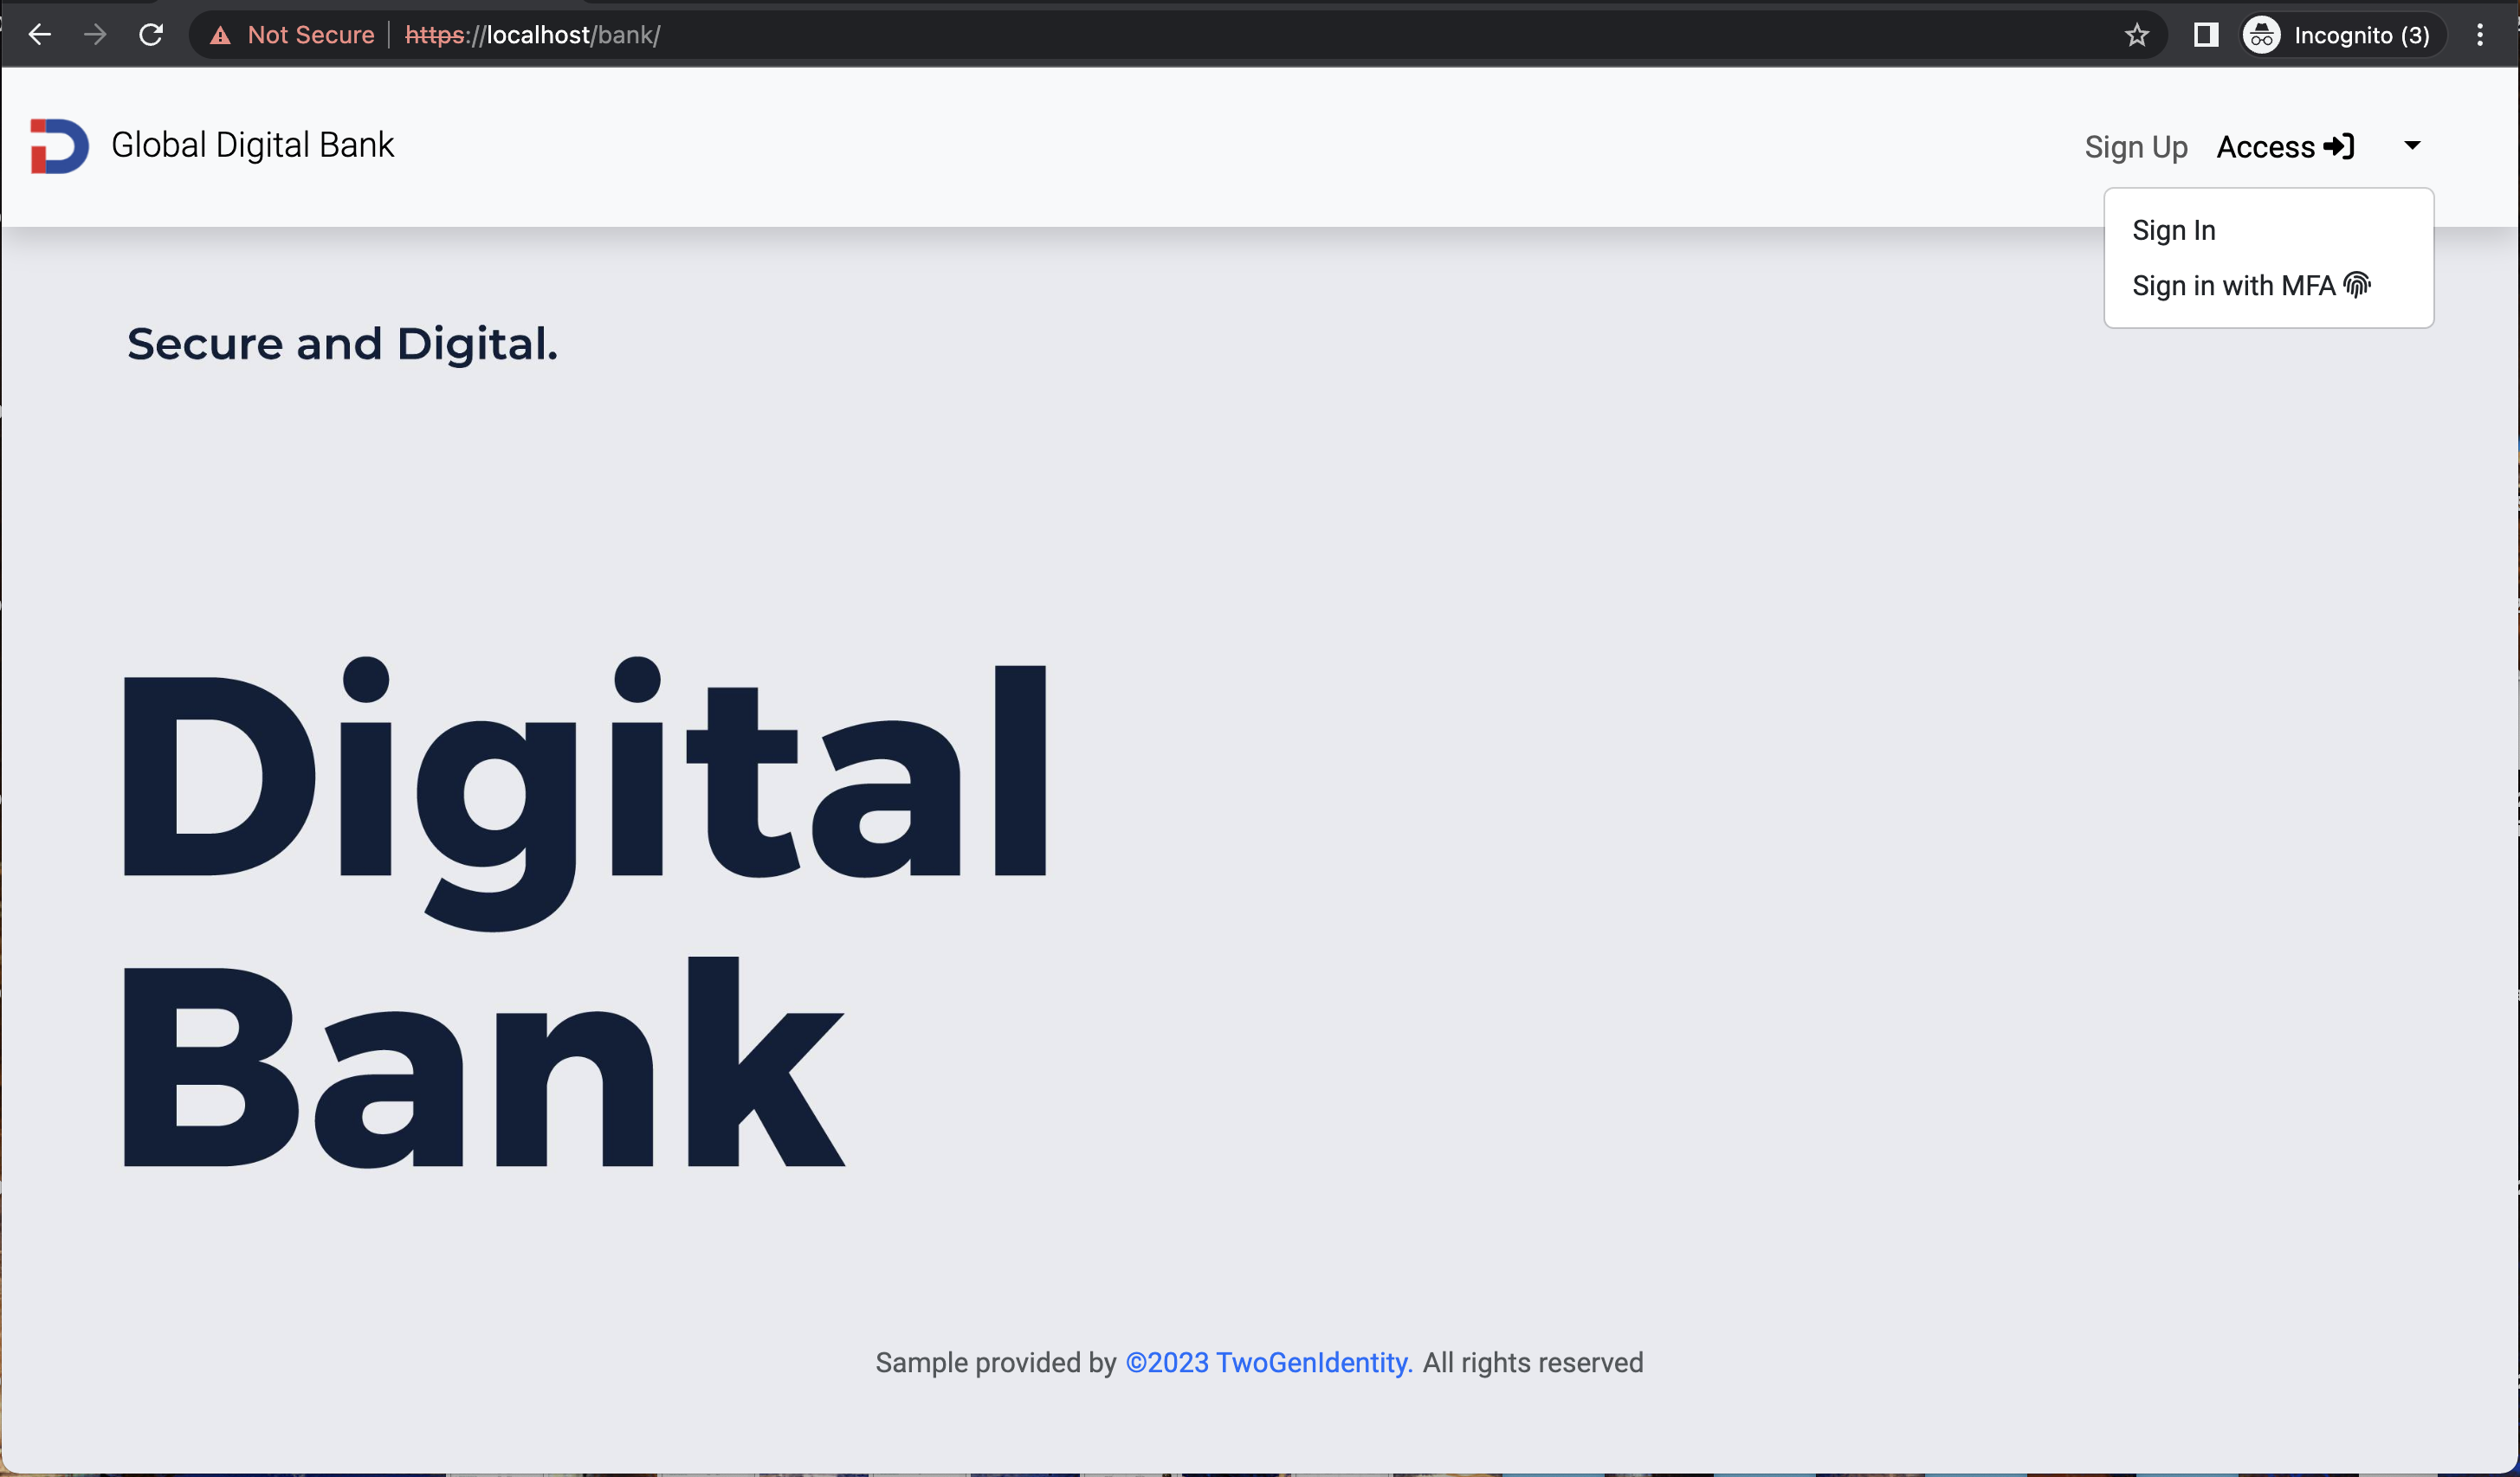 Not Secure https://localhost/bank/ Incognito (3)
Global Digital Bank Sign Up Access
Sign In
Sign in with MFA
Secure and Digital.
Digital
Bank
Sample provided by ©2023 TwoGenIdentity. All rights reserved